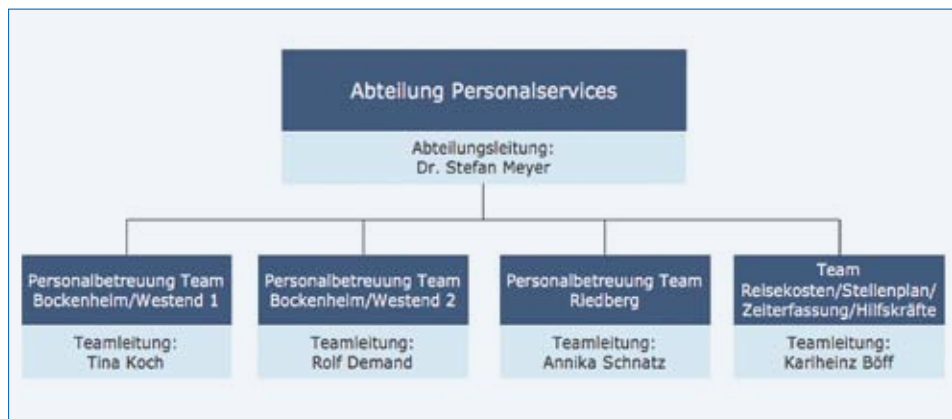 Abteilung Personalservices
Abteilungsleitung:
Dr. Stefan Meyer
Personalbetreuung Team
Bockenheim/Westend 1
Teamleitung:
Tina Koch
Personalbetreuung Team
Bockenheim/Westend 2
Teamleitung:
Rolf Demand
Personalbetreuung Team
Riedberg
Teamleitung:
Annika Schnatz
Team
Reisekosten/Stellenplan/
Zeiterfassung/Hilfskräfte
Teamleitung:
Karlheinz Böff